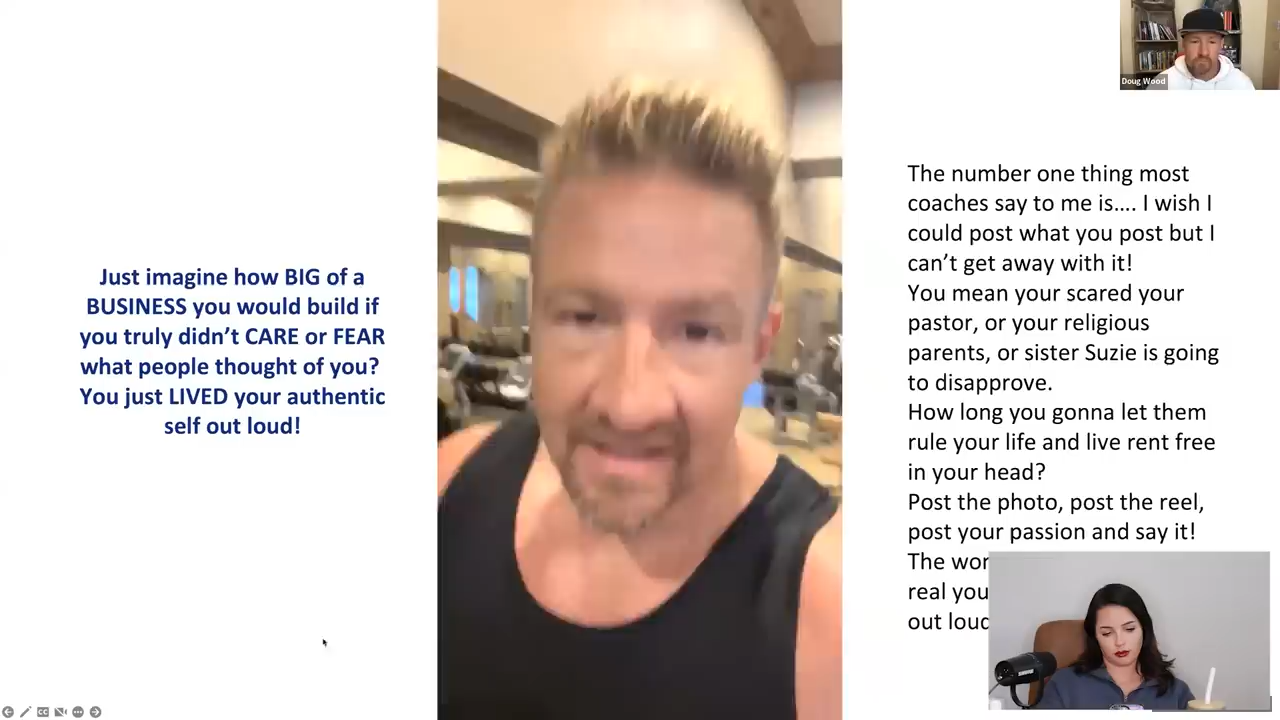 Just imagine how BIG of a
BUSINESS you would build if
you truly didn't CARE or FEAR
what people thought of you?
You just LIVED your authentic
self out loud!
Doug Wood
The number one thing most
coaches say to me is.... I wish I
could post what you post but I
can't get away with it!
You mean your scared your
pastor, or your religious
parents, or sister Suzie is going
to disapprove.
How long you gonna let them
rule your life and live rent free
in your head?
Post the photo, post the reel,
post your passion and say it!
The
real you
out loud